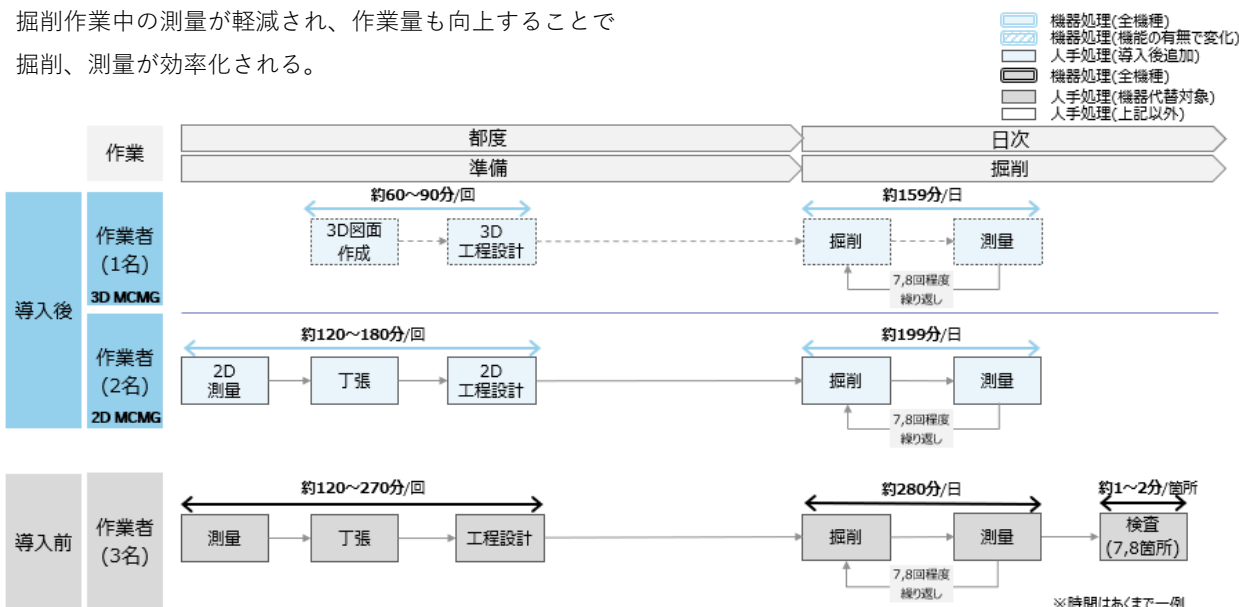 掘削作業中の測量が軽減され、作業量も向上することで
掘削、測量が効率化される。
機器処理(全機種)
機器処理(機能の有無で変化)
人手処理(導入後追加)
機器処理(全機種)
人手処理(機器代替対象)
人手処理(上記以外)
作業
都度
日次
準備
掘削
導入後
作業者
(1名)
3D MCMG
約60～90分/回
3D図面
作成
3D
工程設計
約159分/日
掘削
測量
7,8回程度
繰り返し
作業者
(2名)
2D MCMG
約120～180分/回
2D
測量
丁張
2D
工程設計
約199分/日
掘削
測量
7,8回程度
繰り返し
導入前
作業者
(3名)
約120～270分/回
測量
丁張
工程設計
約280分/日
掘削
測量
7,8回程度
繰り返し
約1～2分/箇所
検査
(7,8箇所)
※時間はあくまで一例